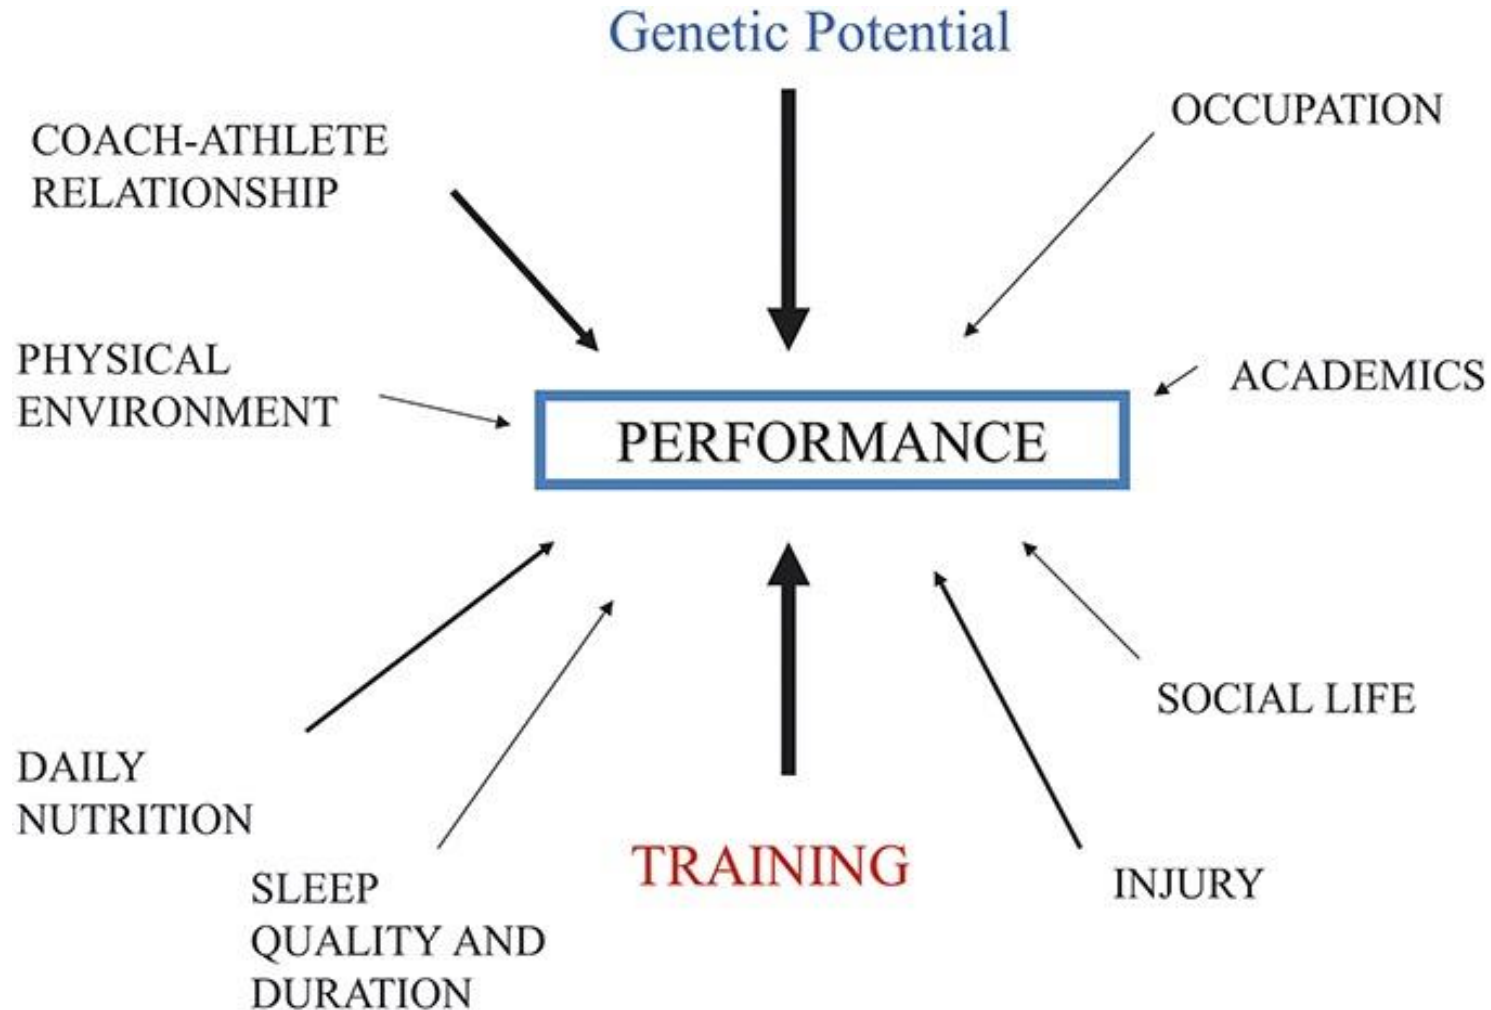 Genetic Potential
OCCUPATION
COACH-ATHLETE
RELATIONSHIP
PHYSICAL
ENVIRONMENT
ACADEMICS
PERFORMANCE
SOCIAL LIFE
DAILY
NUTRITION
TRAINING
INJURY
SLEEP
QUALITY AND
DURATION